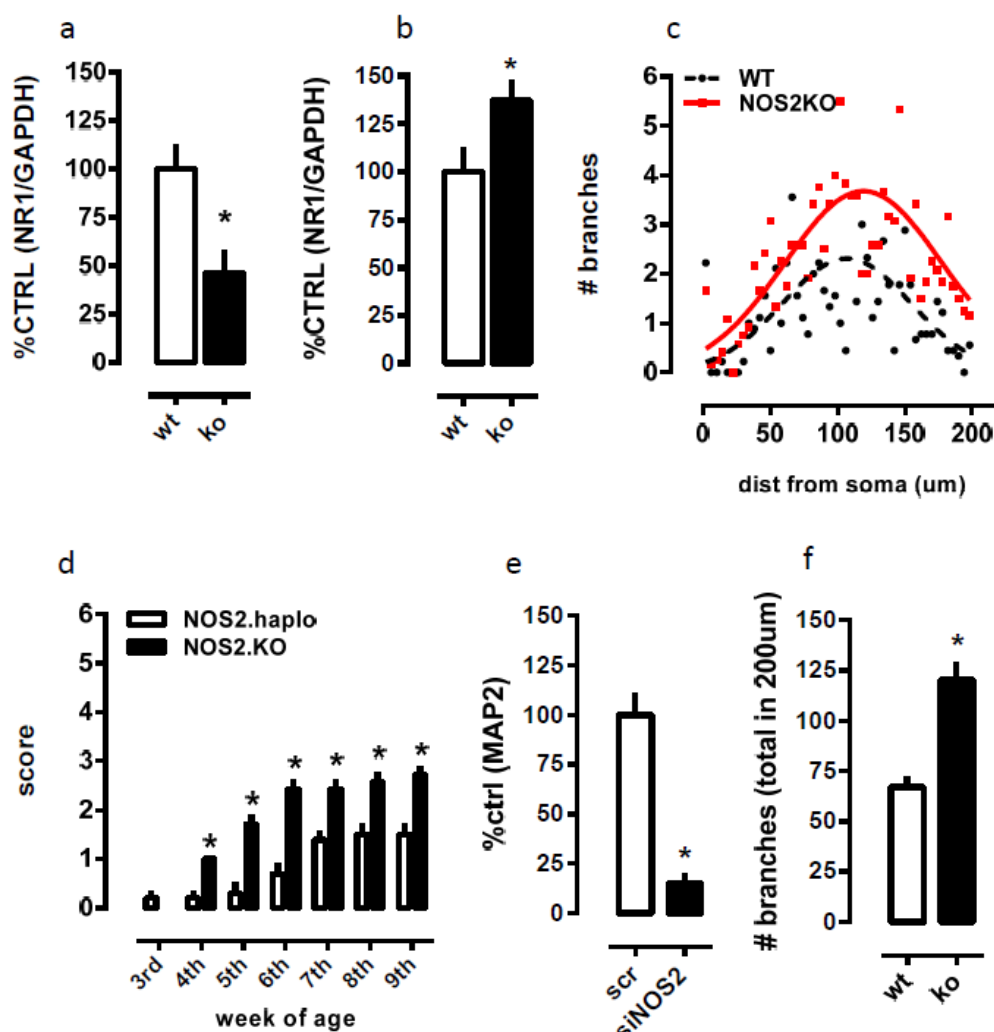 a
%CTRL (NR1/GAPDH)
150
125
100
75
50
25
0
*
wt
ko
b
%CTRL (NR1/GAPDH)
150
125
100
75
50
25
0
*
wt
ko
c
# branches
6
5
4
3
2
1
0
WT
NOS2KO
0 50 100 150 200
dist from soma (um)
d
score
6
5
4
3
2
1
0
NOS2.haplo
NOS2.KO
* * * * * *
3rd 4th 5th 6th 7th 8th 9th
week of age
e
%ctrl (MAP2)
150
125
100
75
50
25
0
*
scr
siNOS2
f
# branches (total in 200um)
150
125
100
75
50
25
0
*
wt
ko